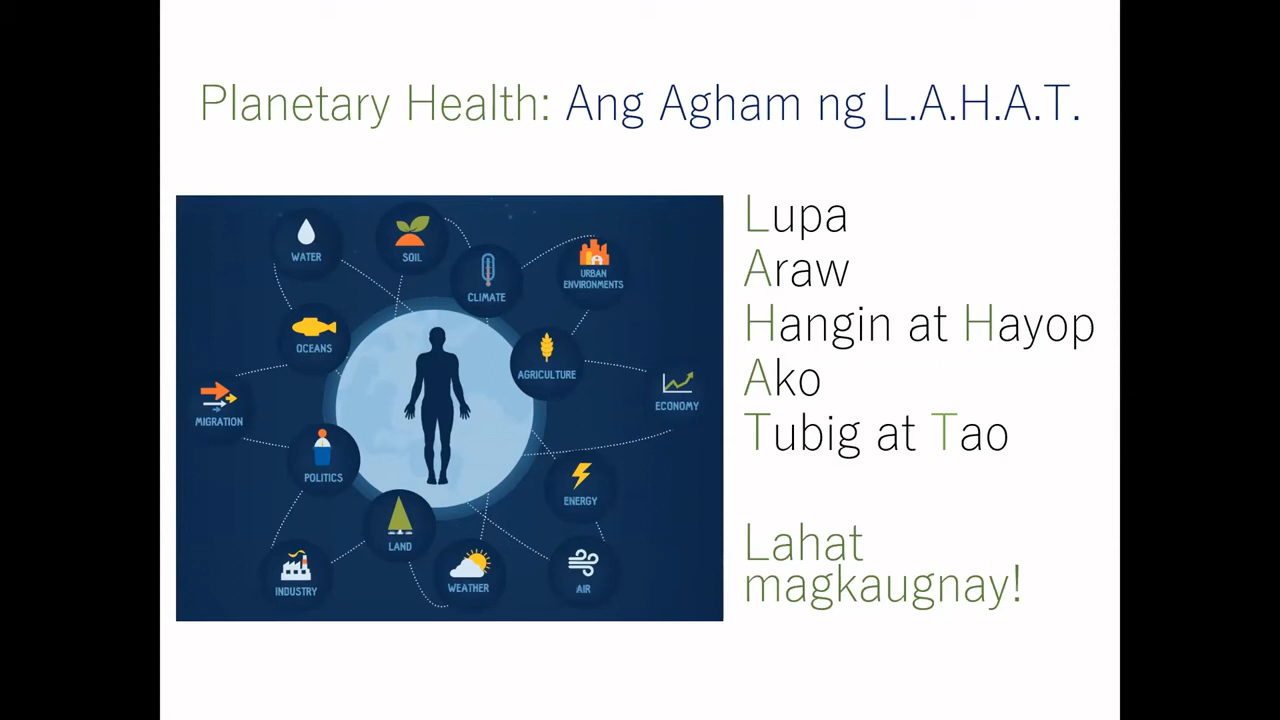 Planetary Health: Ang Agham ng L.A.H.A.T.
WATER
SOIL
CLIMATE
URBAN
ENVIRONMENTS
OCEANS
AGRICULTURE
MIGRATION
ECONOMY
POLITICS
ENERGY
LAND
INDUSTRY
WEATHER
AIR
Lupa
Araw
Hangin at Hayop
Ako
Tubig at Tao
Lahat
magkaugnay!